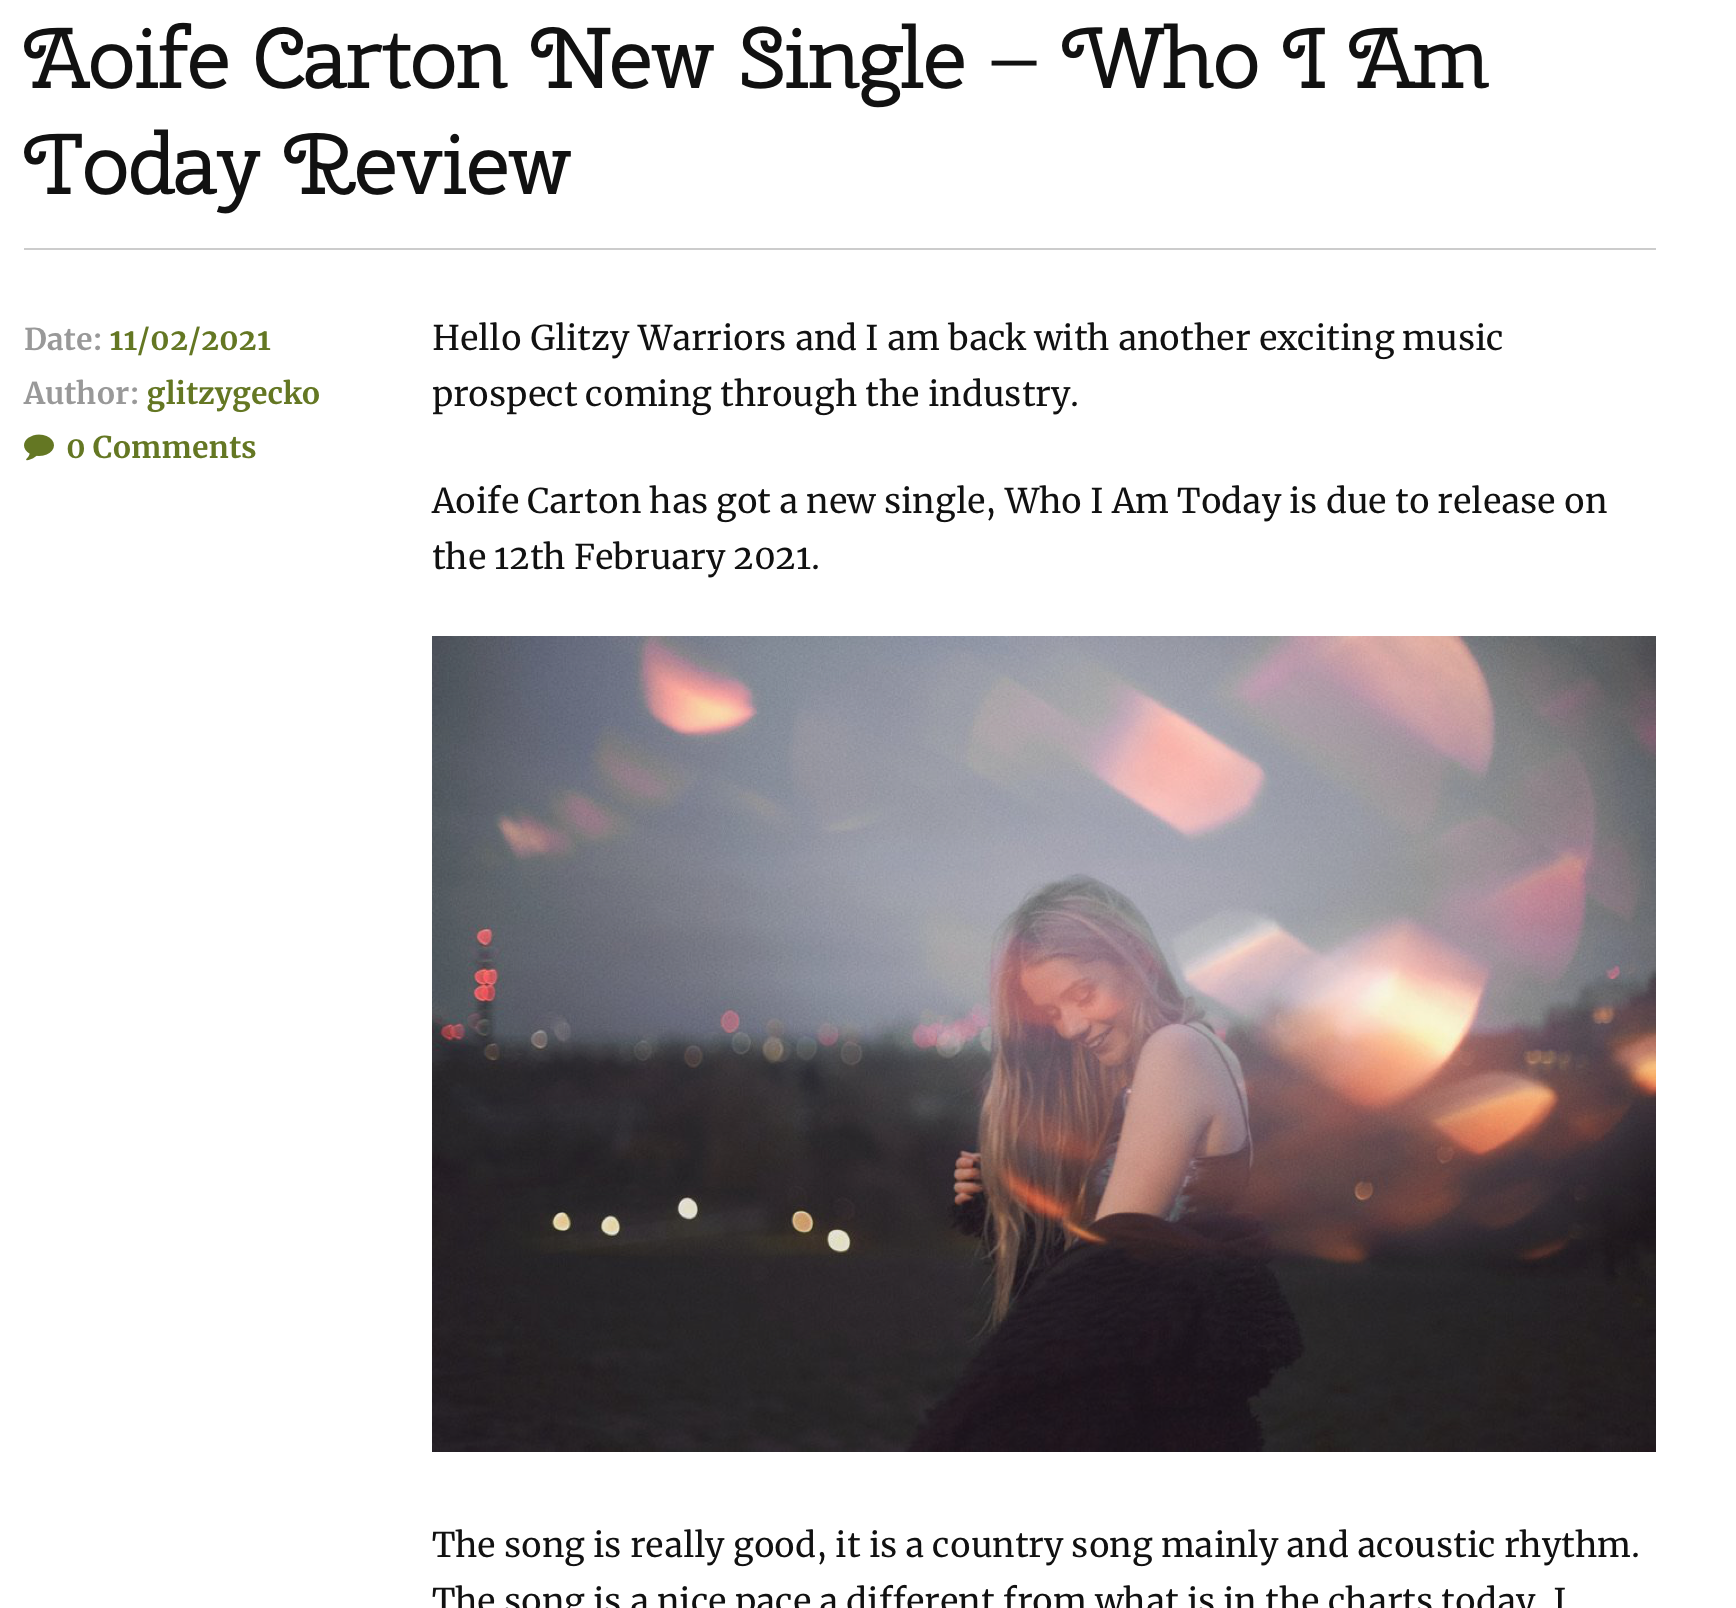 Aoife Carton New Single – Who I Am
Today Review
Date: 11/02/2021
Author: glitzygecko
0 Comments
Hello Glitzy Warriors and I am back with another exciting music
prospect coming through the industry.
Aoife Carton has got a new single, Who I Am Today is due to release on
the 12th February 2021.
The song is really good, it is a country song mainly and acoustic rhythm.
The song is a nice pace a different from what is in the charts today. I